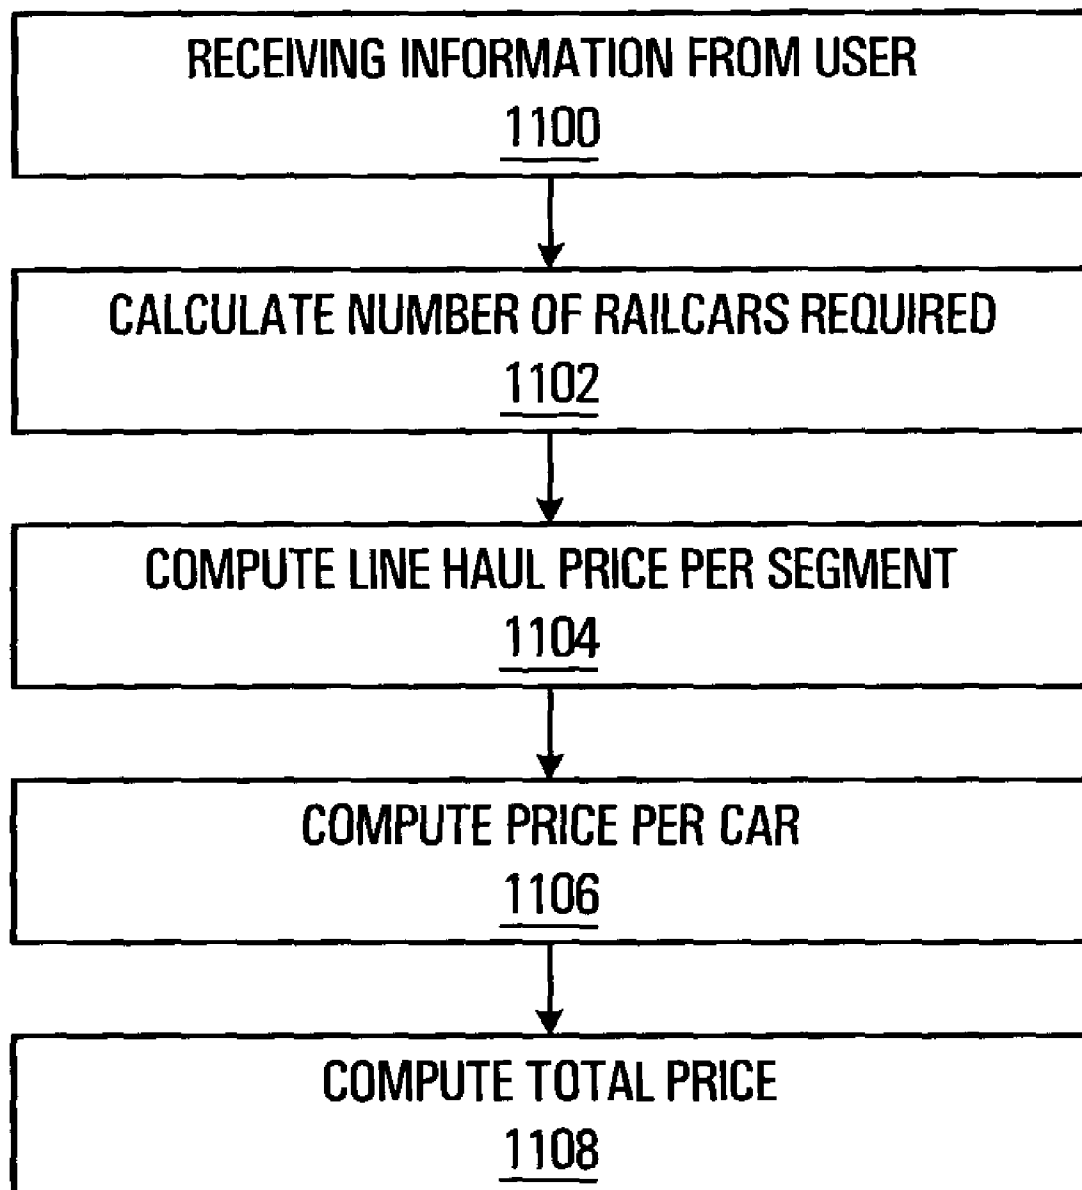 RECEIVING INFORMATION FROM USER
1100
CALCULATE NUMBER OF RAILCARS REQUIRED
1102
COMPUTE LINE HAUL PRICE PER SEGMENT
1104
COMPUTE PRICE PER CAR
1106
COMPUTE TOTAL PRICE
1108